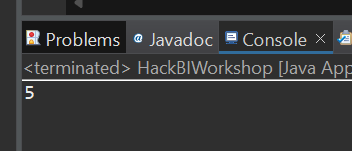 Problems @ Javadoc Console ×
<terminated> HackBIWorkshop [Java App
5